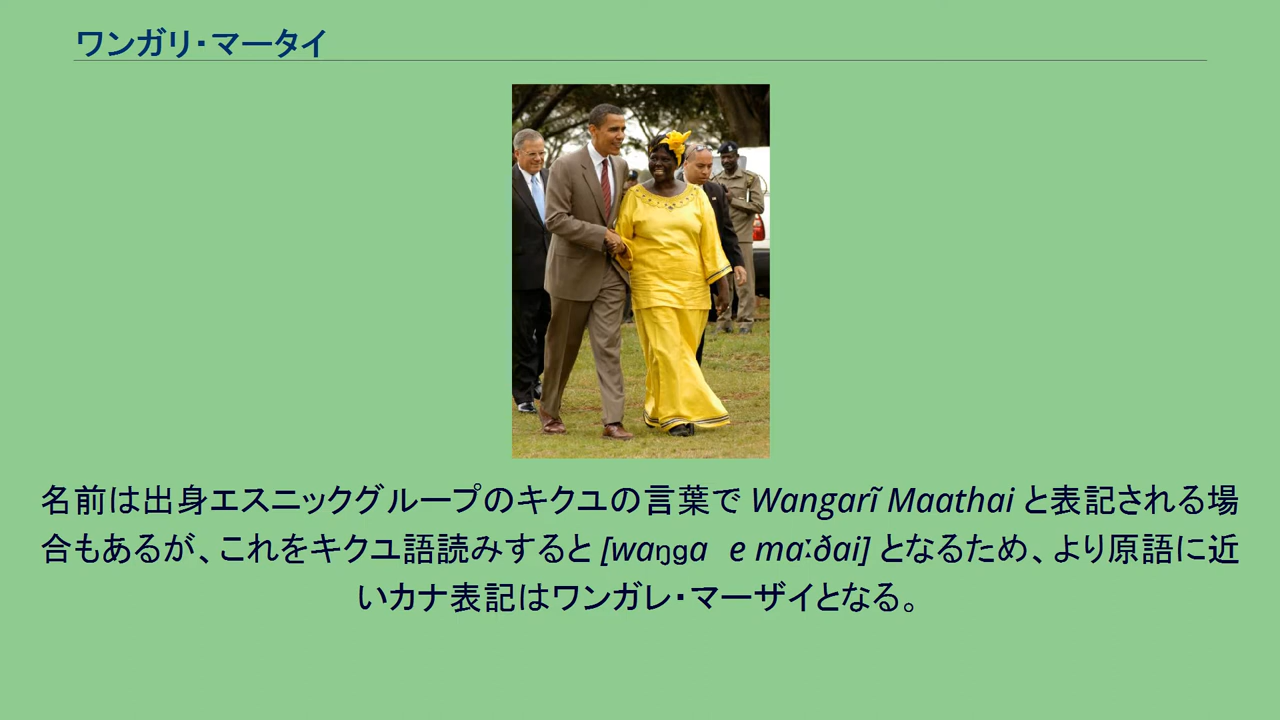 ワンガリ・マータイ
名前は出身エスニックグループのキクユの言葉で Wangarĩ Maathai と表記される場
合もあるが、これをキクユ語読みすると [waŋɡa e maːðai] となるため、より原語に近
いカナ表記はワンガレ・マーザイとなる。